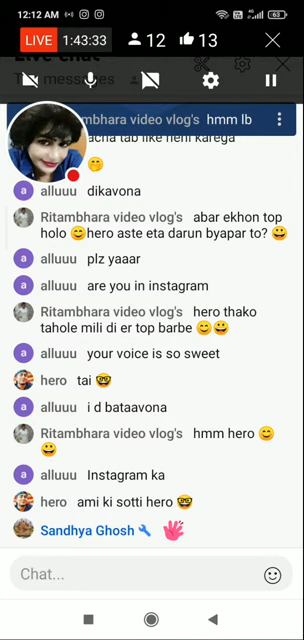 12:12 AM
4G
63
LIVE 1:43:33 12 13
mbhara video vlog's hmm lb
acha tab like nehi karega
a alluuu dikavona
Ritambhara video vlog's abar ekhon top
holo 😊hero aste eta darun byapar to? 😀
a alluuu plz yaaar
a alluuu are you in instagram
Ritambhara video vlog's hero thako
tahole mili di er top barbe 😊😀
a alluuu your voice is so sweet
hero tai 🤓
a alluuu i d bataavona
Ritambhara video vlog's hmm hero 😊
😀
a alluuu Instagram ka
hero ami ki sotti hero 🤓
Sandhya Ghosh
Chat...